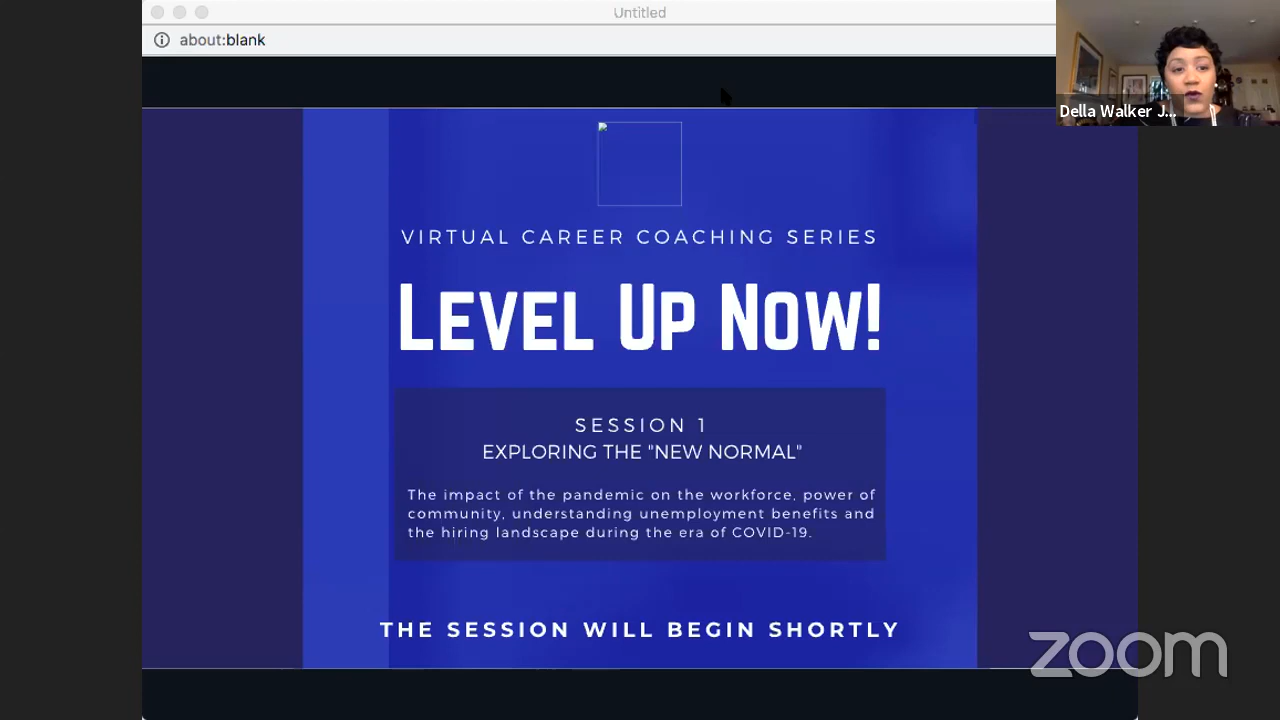 Untitled
about:blank
Della Walker J...
VIRTUAL CAREER COACHING SERIES
LEVEL UP NOW!
SESSION 1
EXPLORING THE "NEW NORMAL"
The impact of the pandemic on the workforce, power of
community, understanding unemployment benefits and
the hiring landscape during the era of COVID-19.
THE SESSION WILL BEGIN SHORTLY
zoom